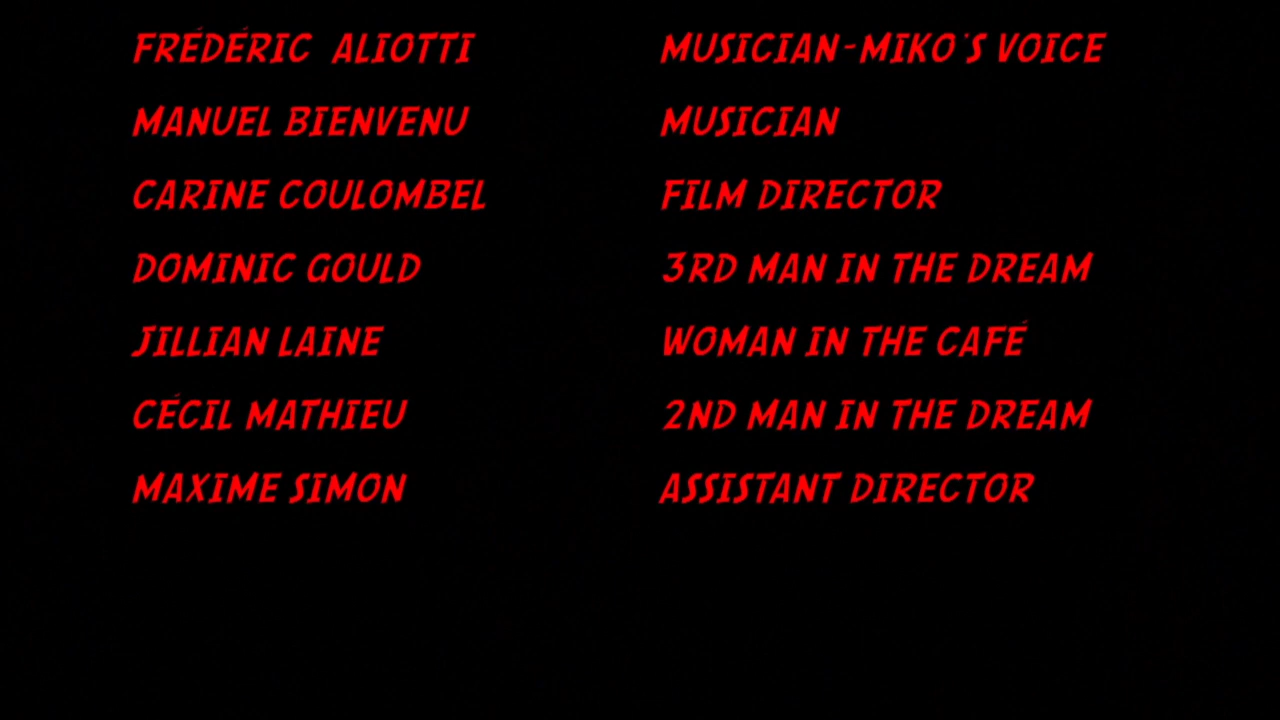 FRÉDÉRIC ALIOTTI MUSICIAN-MIKO'S VOICE
MANUEL BIENVENU MUSICIAN
CARINE COULOMBEL FILM DIRECTOR
DOMINIC GOULD 3RD MAN IN THE DREAM
JILLIAN LAINE WOMAN IN THE CAFÉ
CÉCIL MATHIEU 2ND MAN IN THE DREAM
MAXIME SIMON ASSISTANT DIRECTOR